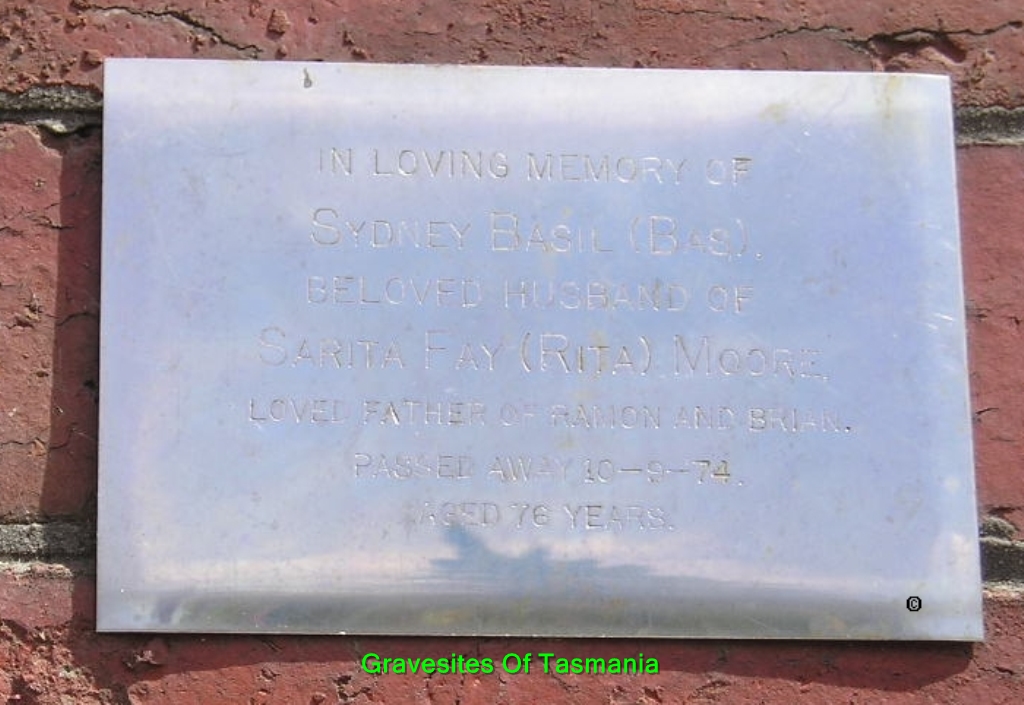 IN LOVING MEMORY OF
SYDNEY BASIL (BAS),
BELOVED HUSBAND OF
SARITA FAY (RITA) MOORE,
LOVED FATHER OF RAMON AND BRIAN.
PASSED AWAY 10-9-74.
AGED 76 YEARS.
©
Gravesites Of Tasmania